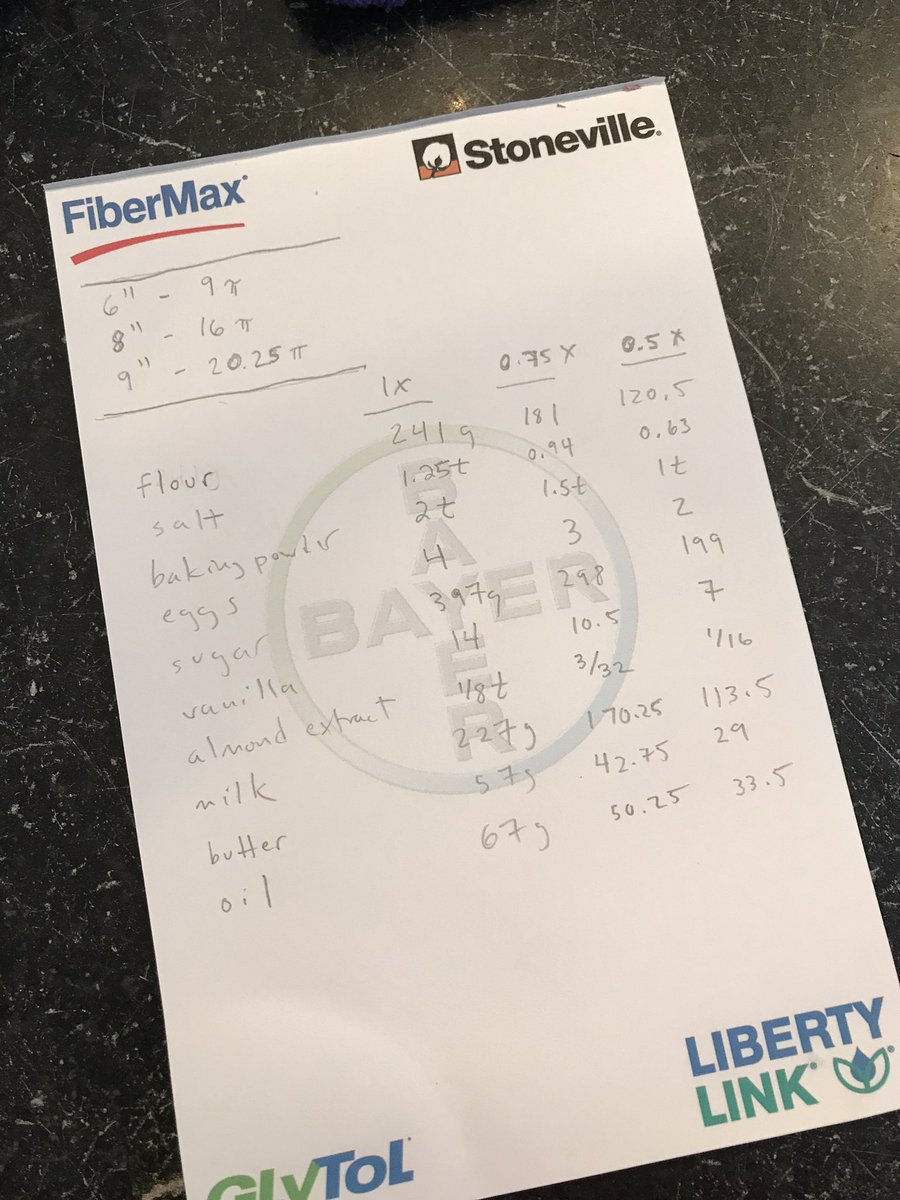 FiberMax®
Stoneville®
6" - 9π
8" - 16π
9" - 20.25π
1x 0.75x 0.5x
flour 241g 181 120.5
salt 1.25t 0.94 0.63
baking powder 2t 1.5t 1t
eggs 4 3 2
sugar 397g 298 199
vanilla 14 10.5 7
almond extract 1/8t 3/32 1/16
milk 227g 170.25 113.5
butter 57g 42.75 29
oil 67g 50.25 33.5
BAYER
BAYER
LIBERTY
LINK®
GlyTol®